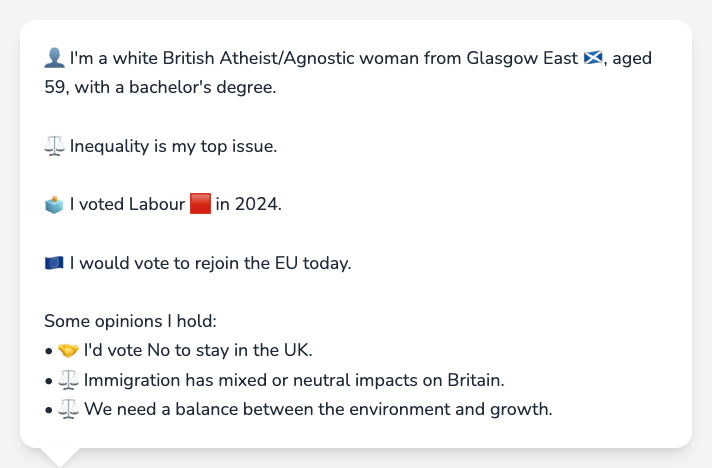 👤 I'm a white British Atheist/Agnostic woman from Glasgow East 🏴󠁧󠁢󠁳󠁣󠁴󠁿, aged
59, with a bachelor's degree.
⚖️ Inequality is my top issue.
🗳️ I voted Labour 🟥 in 2024.
🇪🇺 I would vote to rejoin the EU today.
Some opinions I hold:
• 🤝 I'd vote No to stay in the UK.
• ⚖️ Immigration has mixed or neutral impacts on Britain.
• ⚖️ We need a balance between the environment and growth.